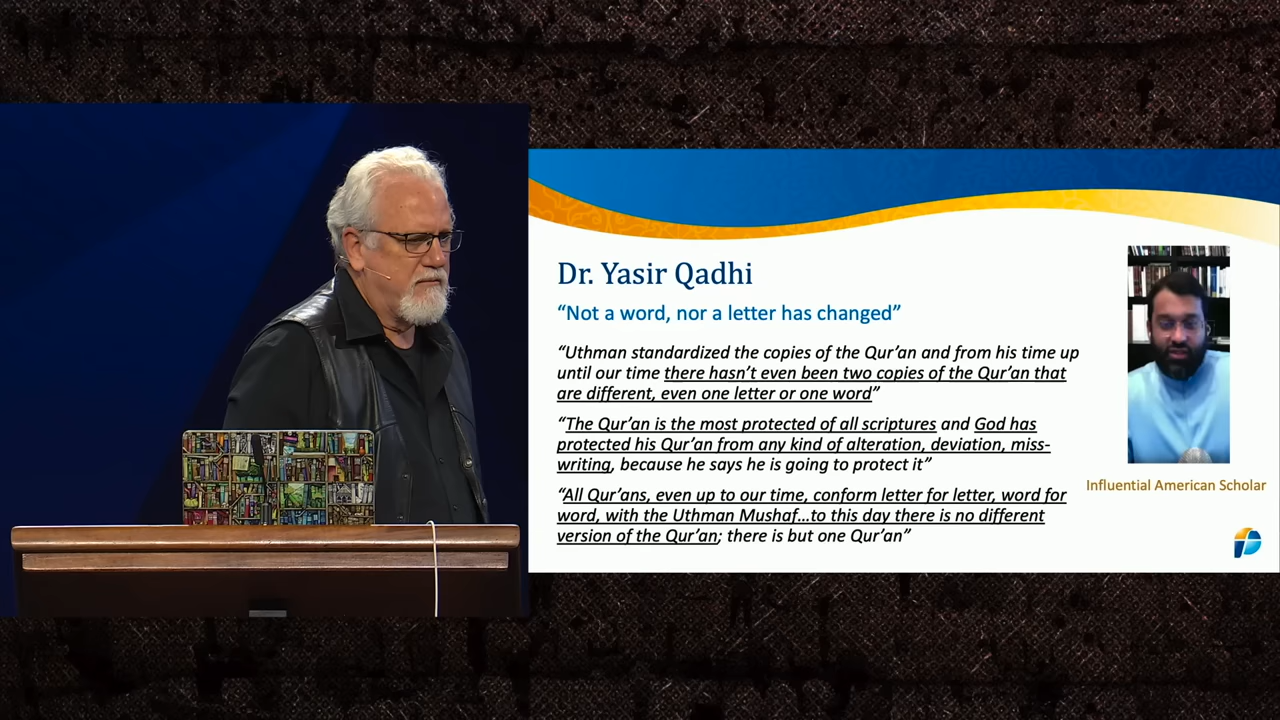 Dr. Yasir Qadhi
“Not a word, nor a letter has changed”
“Uthman standardized the copies of the Qur’an and from his time up
until our time there hasn’t even been two copies of the Qur’an that
are different, even one letter or one word”
“The Qur’an is the most protected of all scriptures and God has
protected his Qur’an from any kind of alteration, deviation, miss-
writing, because he says he is going to protect it”
“All Qur’ans, even up to our time, conform letter for letter, word for
word, with the Uthman Mushaf...to this day there is no different
version of the Qur’an; there is but one Qur’an”
Influential American Scholar